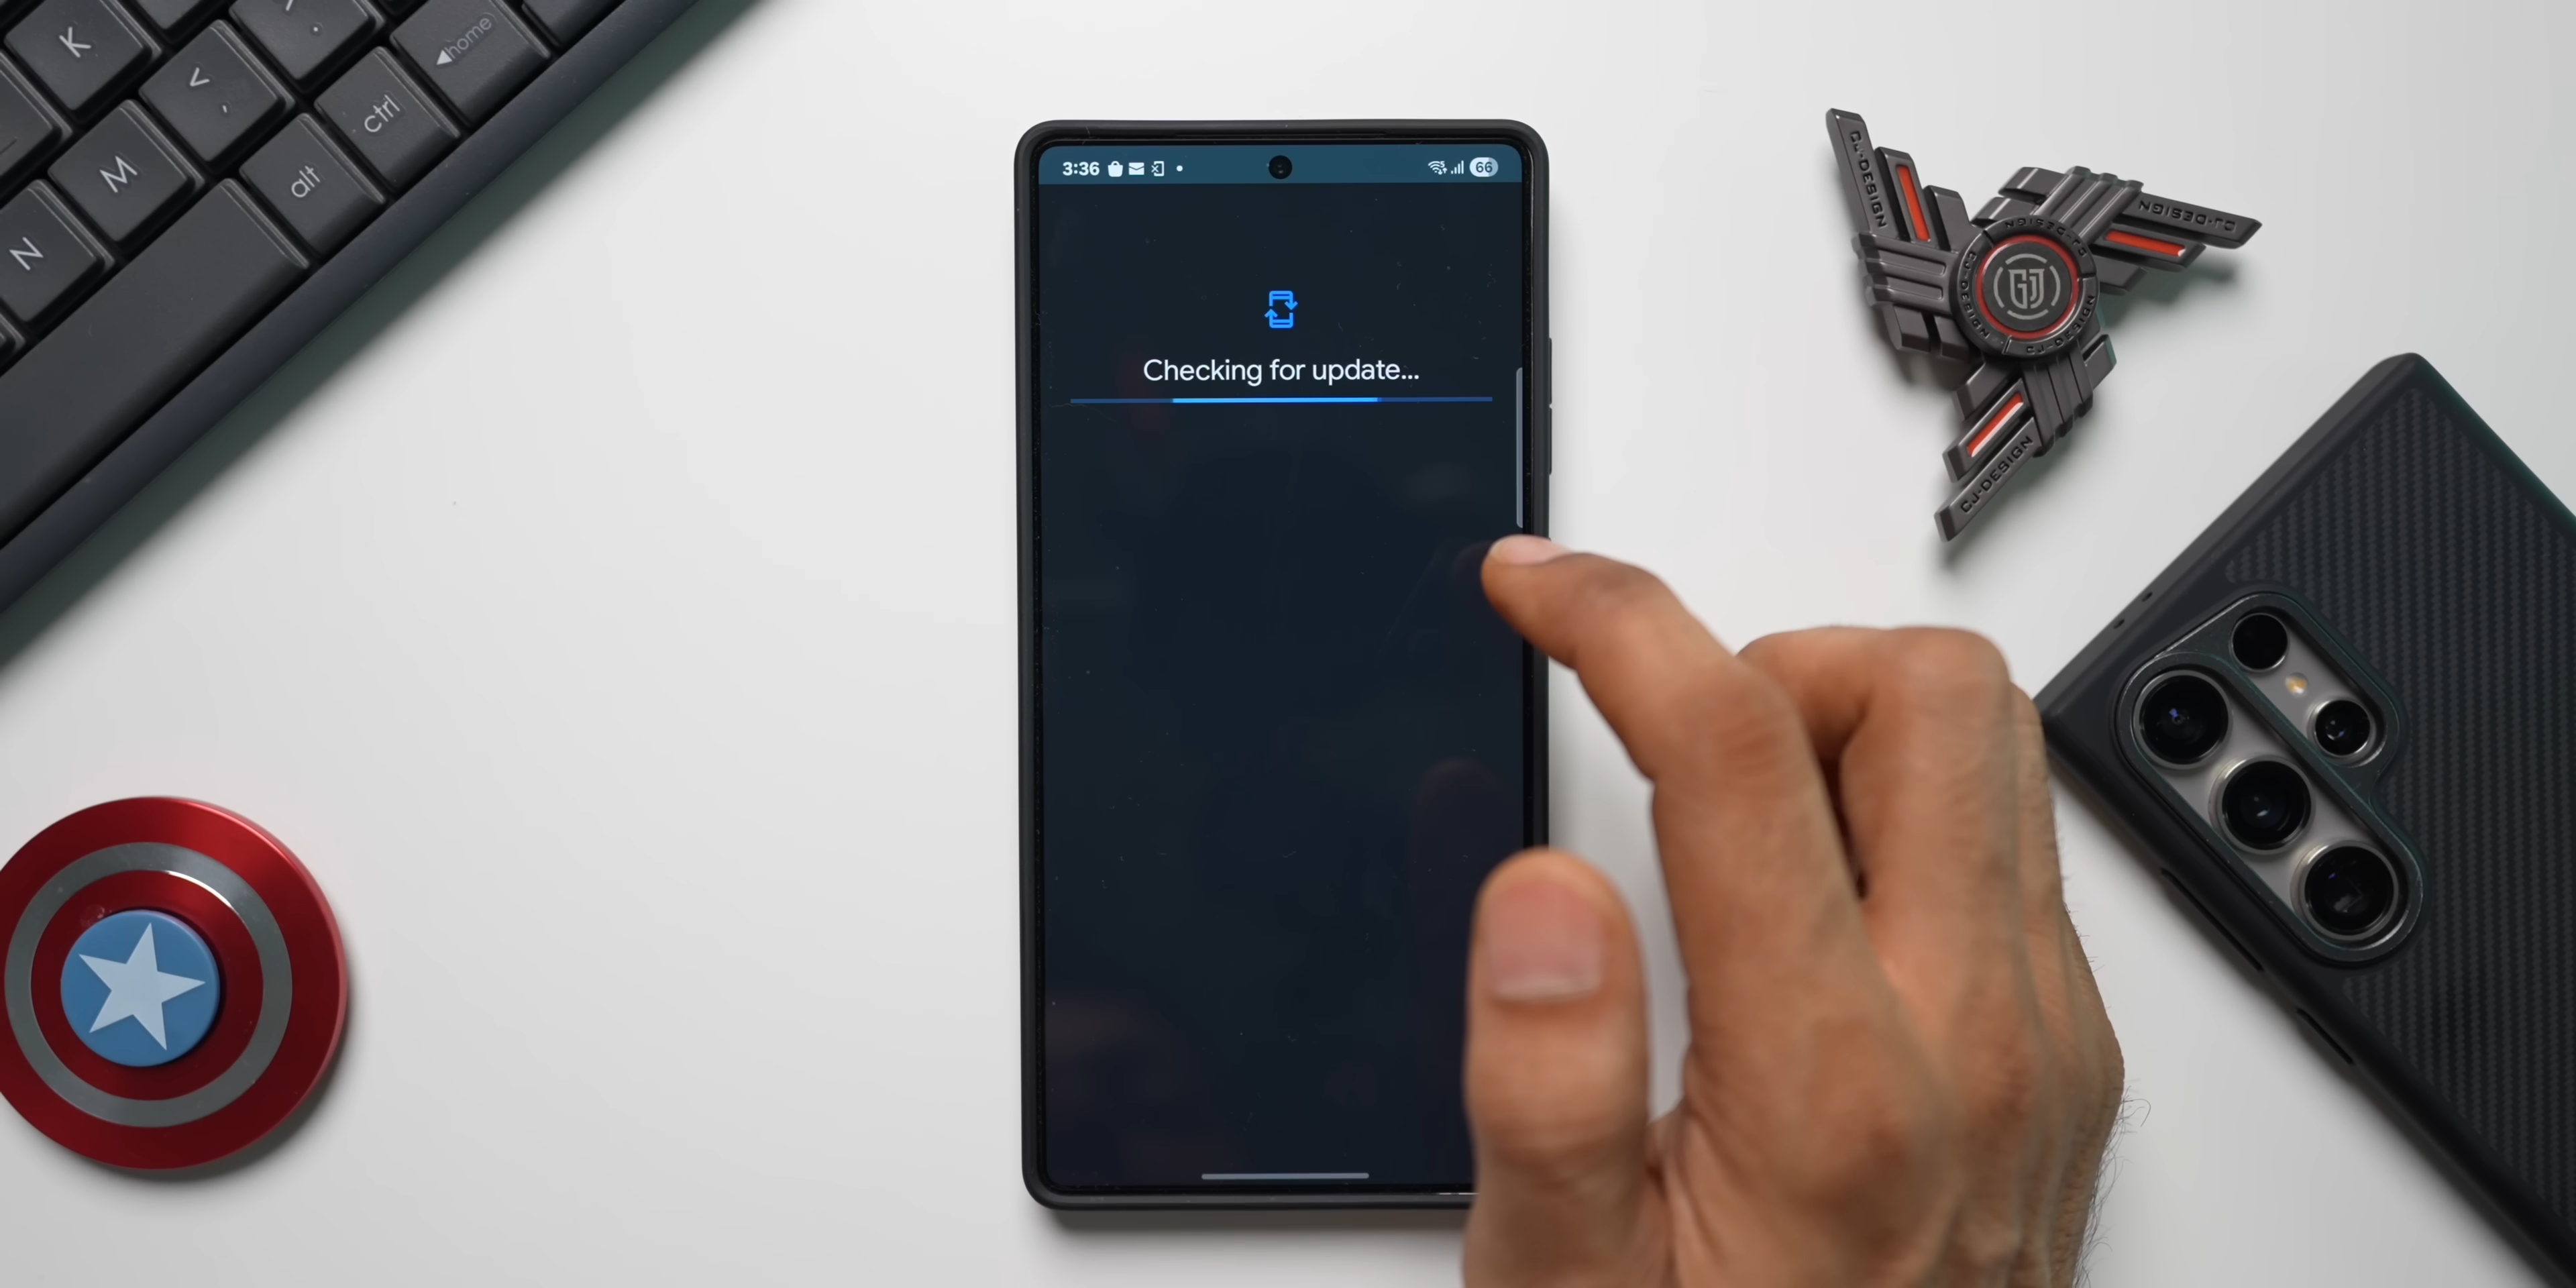 K
home
<
,
ctrl
M
alt
N
3:36
66
Checking for update...
CJ-DESIGN
CJ-DESIGN
CJ-DESIGN